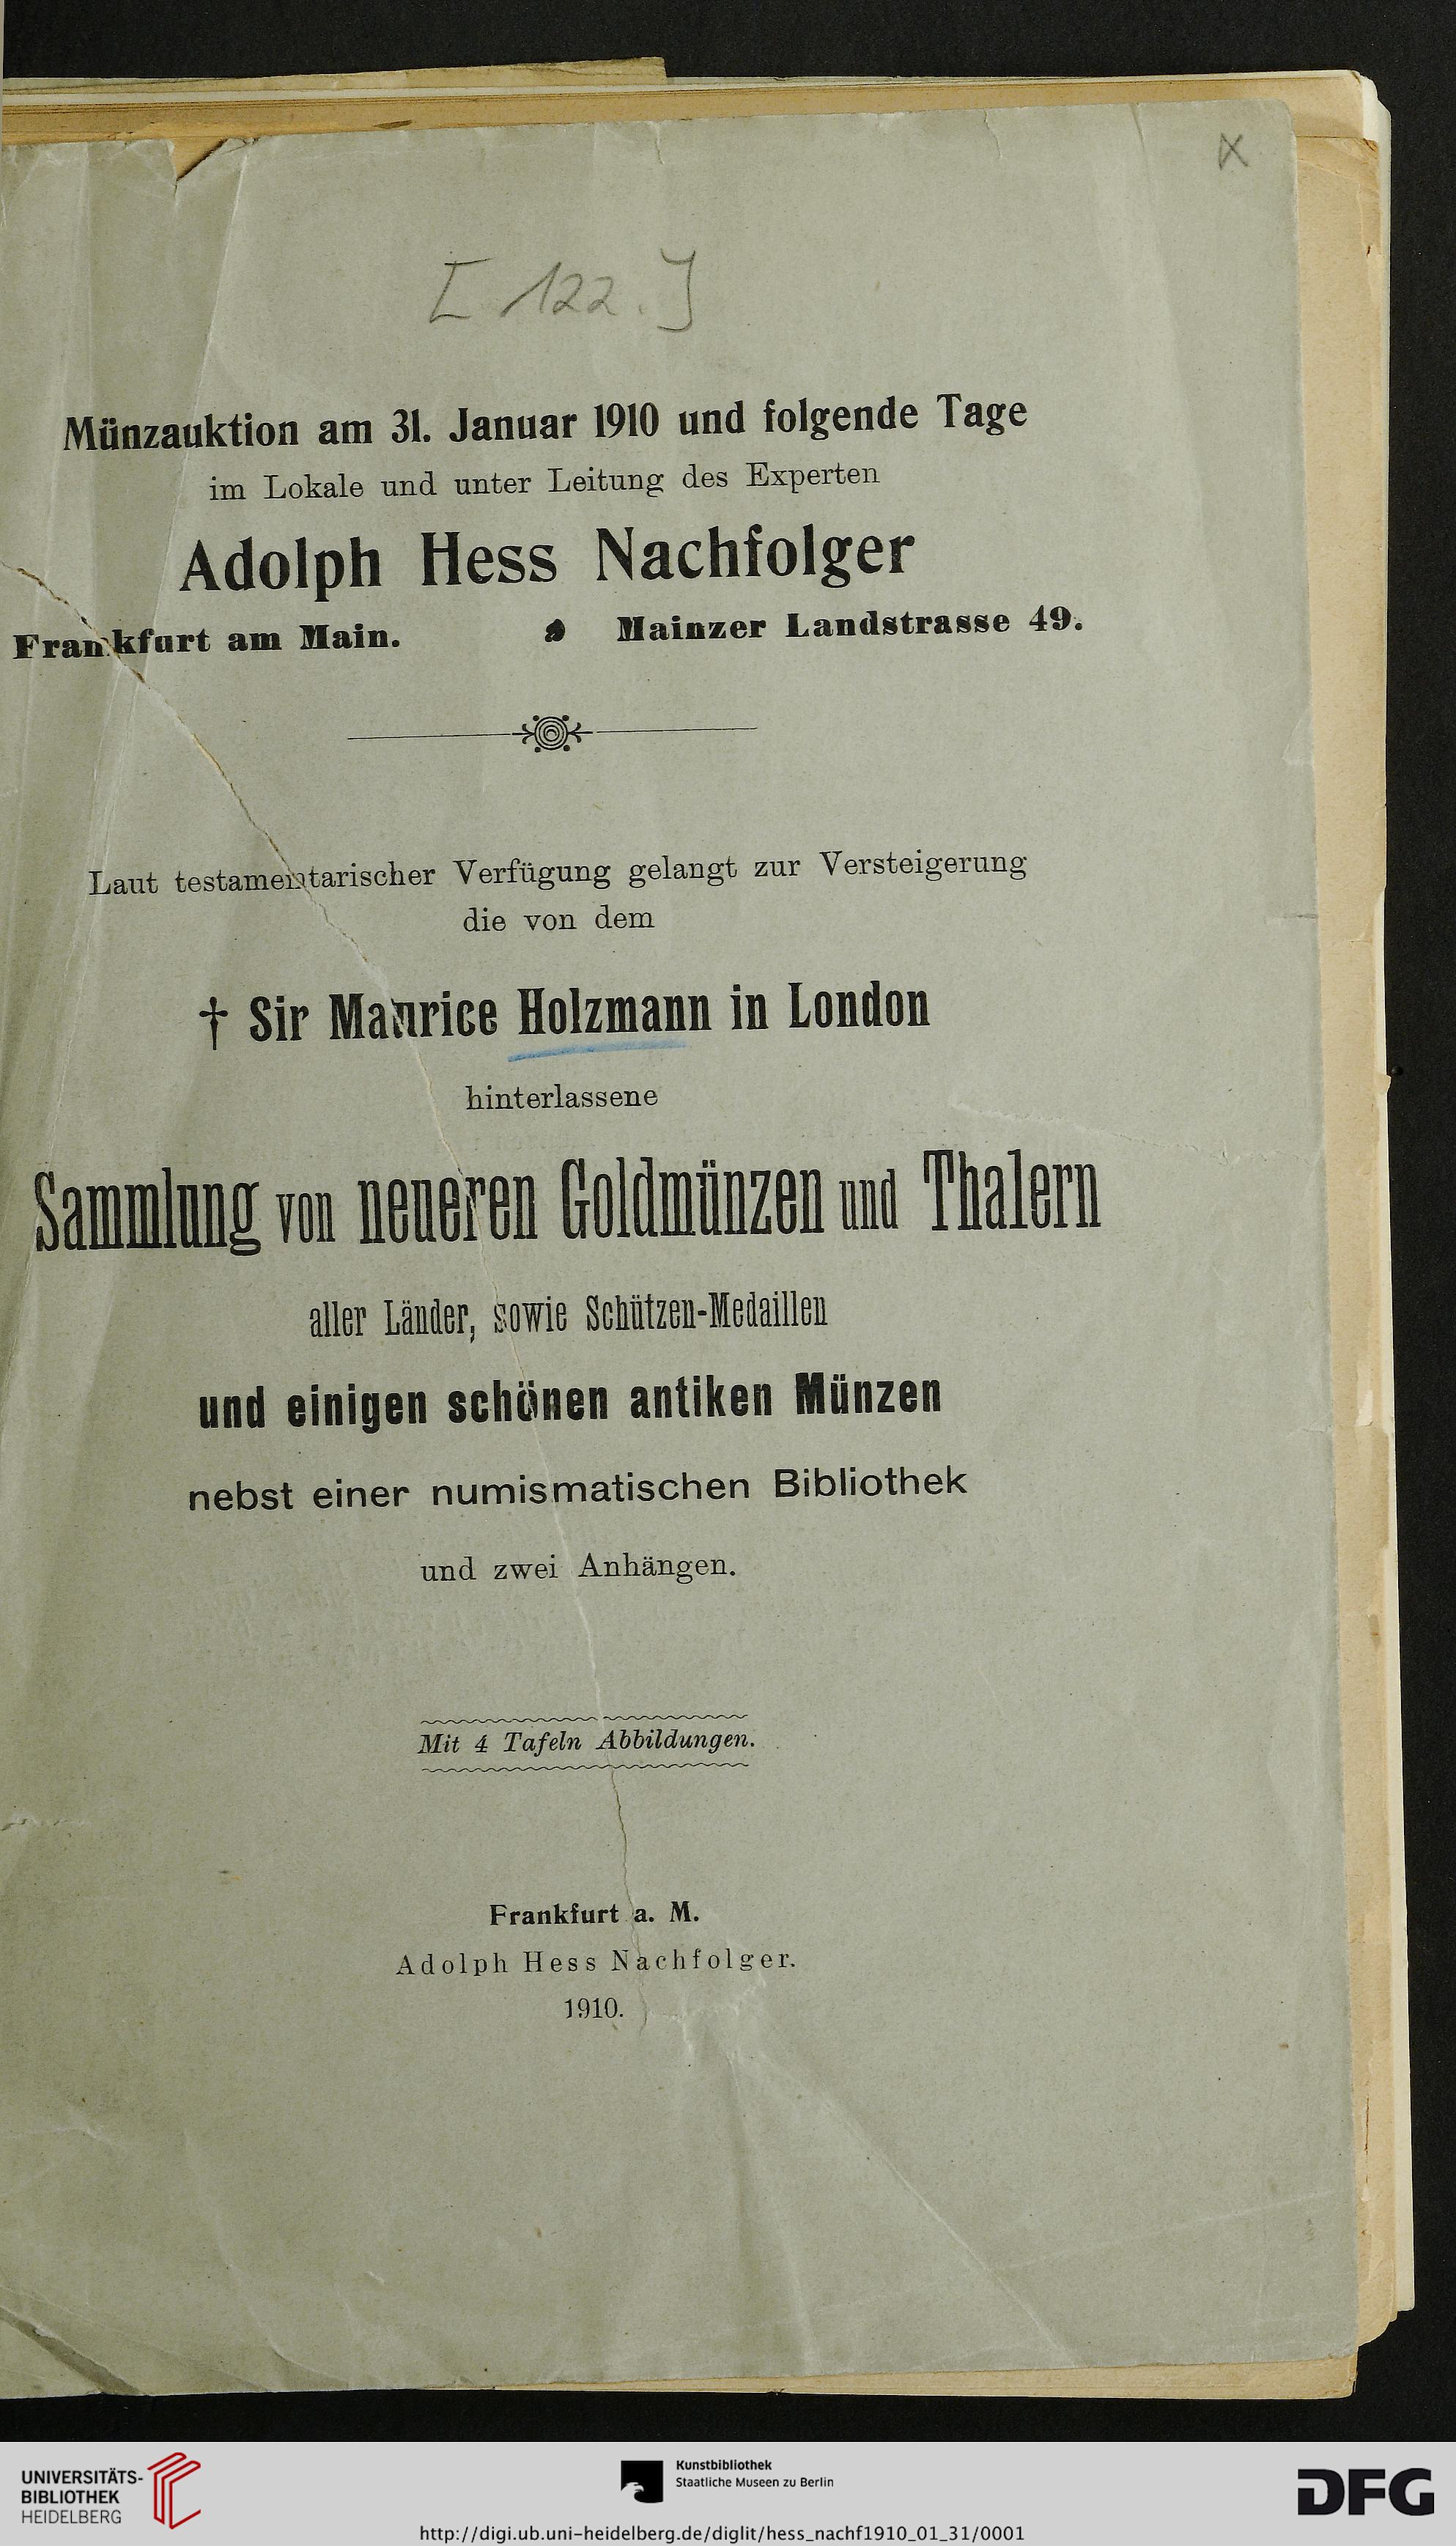 X
[122.]
Münzauktion am 31. Januar 1910 und folgende Tage
im Lokale und unter Leitung des Experten
Adolph Hess Nachfolger
Frankfurt am Main. Mainzer Landstrasse 49.
Laut testamentarischer Verfügung gelangt zur Versteigerung
die von dem
† Sir Maurice Holzmann in London
hinterlassene
Sammlung von neueren Goldmünzen und Thalern
aller Länder, sowie Schützen-Medaillen
und einigen schönen antiken Münzen
nebst einer numismatischen Bibliothek
und zwei Anhängen.
Mit 4 Tafeln Abbildungen.
Frankfurt a. M.
Adolph Hess Nachfolger.
1910.
UNIVERSITÄTS-
BIBLIOTHEK
HEIDELBERG
Kunstbibliothek
Staatliche Museen zu Berlin
DFG
http://digi.ub.uni-heidelberg.de/diglit/hess_nachf1910_01_31/0001